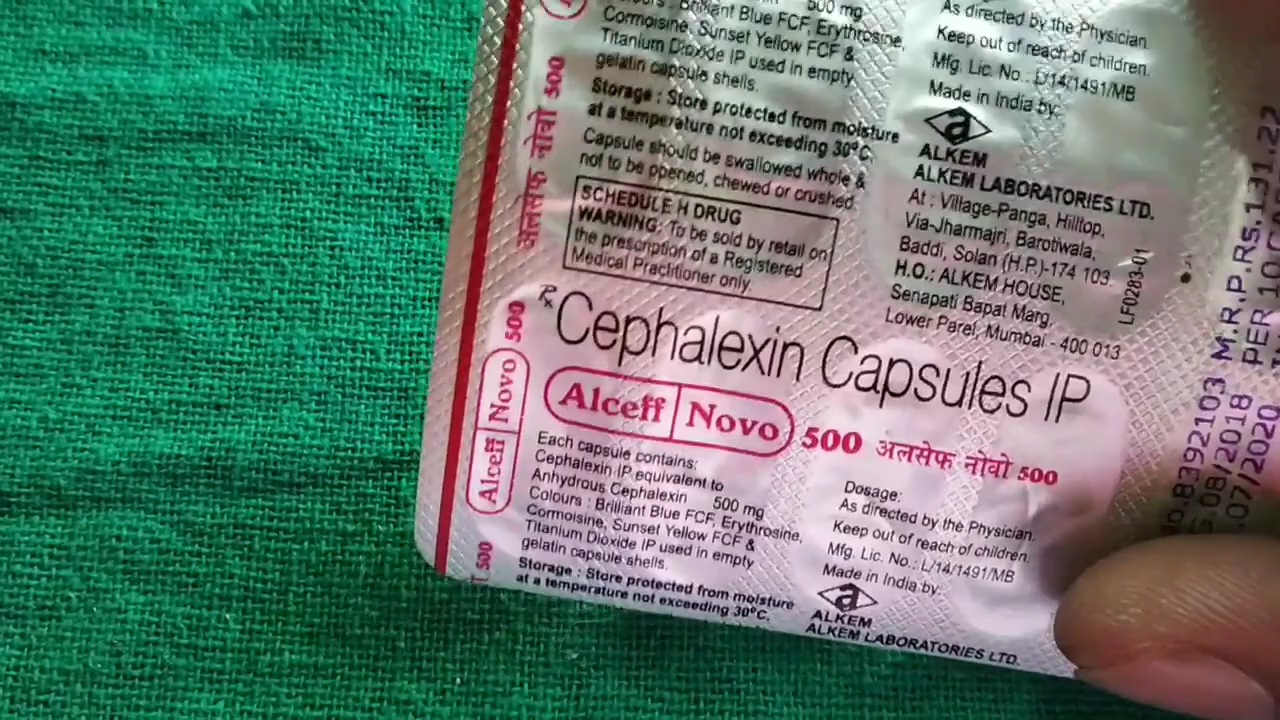 500 mg
Colours : Brilliant Blue FCF, Erythrosine,
Cormoisine, Sunset Yellow FCF &
Titanium Dioxide IP used in empty
gelatin capsule shells.
Storage : Store protected from moisture
at a temperature not exceeding 30°C.
Capsule should be swallowed whole &
not to be opened, chewed or crushed.
SCHEDULE H DRUG
WARNING: To be sold by retail on
the prescription of a Registered
Medical Practitioner only.
As directed by the Physician.
Keep out of reach of children.
Mfg. Lic. No.: L/14/1491/MB
Made in India by:
a
ALKEM
ALKEM LABORATORIES LTD.
At : Village-Panga, Hilltop,
Via-Jharmajri, Barotiwala,
Baddi, Solan (H.P.)-174 103.
H.O.: ALKEM HOUSE,
Senapati Bapat Marg,
Lower Parel, Mumbai - 400 013
LF0283-01
अलसेफ नोवो 500
Alceff Novo 500
500
Rx Cephalexin Capsules IP
Alceff Novo 500 अलसेफ नोवो 500
Each capsule contains:
Cephalexin IP equivalent to
Anhydrous Cephalexin 500 mg
Colours : Brilliant Blue FCF, Erythrosine,
Cormoisine, Sunset Yellow FCF &
Titanium Dioxide IP used in empty
gelatin capsule shells.
Storage : Store protected from moisture
at a temperature not exceeding 30°C.
Dosage:
As directed by the Physician.
Keep out of reach of children.
Mfg. Lic. No.: L/14/1491/MB
Made in India by:
a
ALKEM
ALKEM LABORATORIES LTD.
No.8392103 M.R.P.Rs.131.22
08/2018 PER 10
07/2020